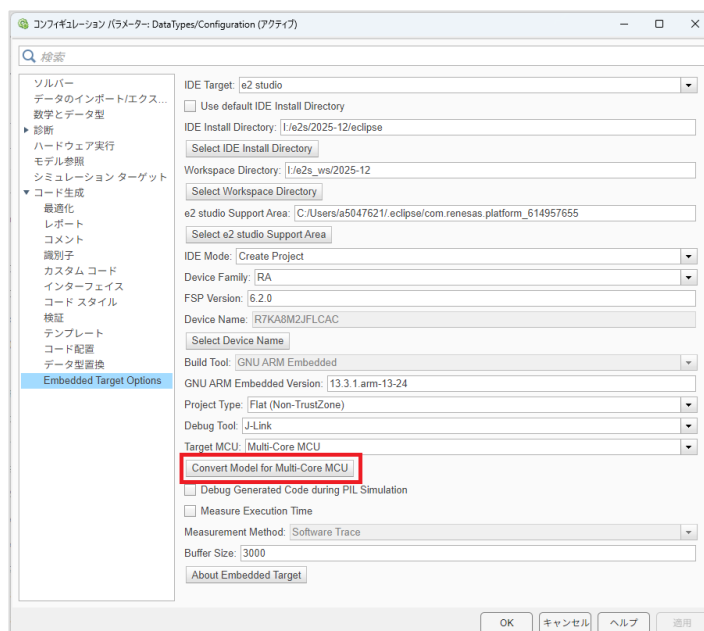 コンフィギュレーション パラメーター: DataTypes/Configuration (アクティブ)
検索
ソルバー
データのインポート/エクス...
数学とデータ型
診断
ハードウェア実行
モデル参照
シミュレーション ターゲット
コード生成
最適化
レポート
コメント
識別子
カスタム コード
インターフェイス
コード スタイル
検証
テンプレート
コード配置
データ型置換
Embedded Target Options
IDE Target: e2 studio
Use default IDE Install Directory
IDE Install Directory: I:/e2s/2025-12/eclipse
Select IDE Install Directory
Workspace Directory: I:/e2s_ws/2025-12
Select Workspace Directory
e2 studio Support Area: C:/Users/a5047621/.eclipse/com.renesas.platform_614957655
Select e2 studio Support Area
IDE Mode: Create Project
Device Family: RA
FSP Version: 6.2.0
Device Name: R7KA8M2JFLCAC
Select Device Name
Build Tool: GNU ARM Embedded
GNU ARM Embedded Version: 13.3.1.arm-13-24
Project Type: Flat (Non-TrustZone)
Debug Tool: J-Link
Target MCU: Multi-Core MCU
Convert Model for Multi-Core MCU
Debug Generated Code during PIL Simulation
Measure Execution Time
Measurement Method: Software Trace
Buffer Size: 3000
About Embedded Target
OK キャンセル ヘルプ 適用